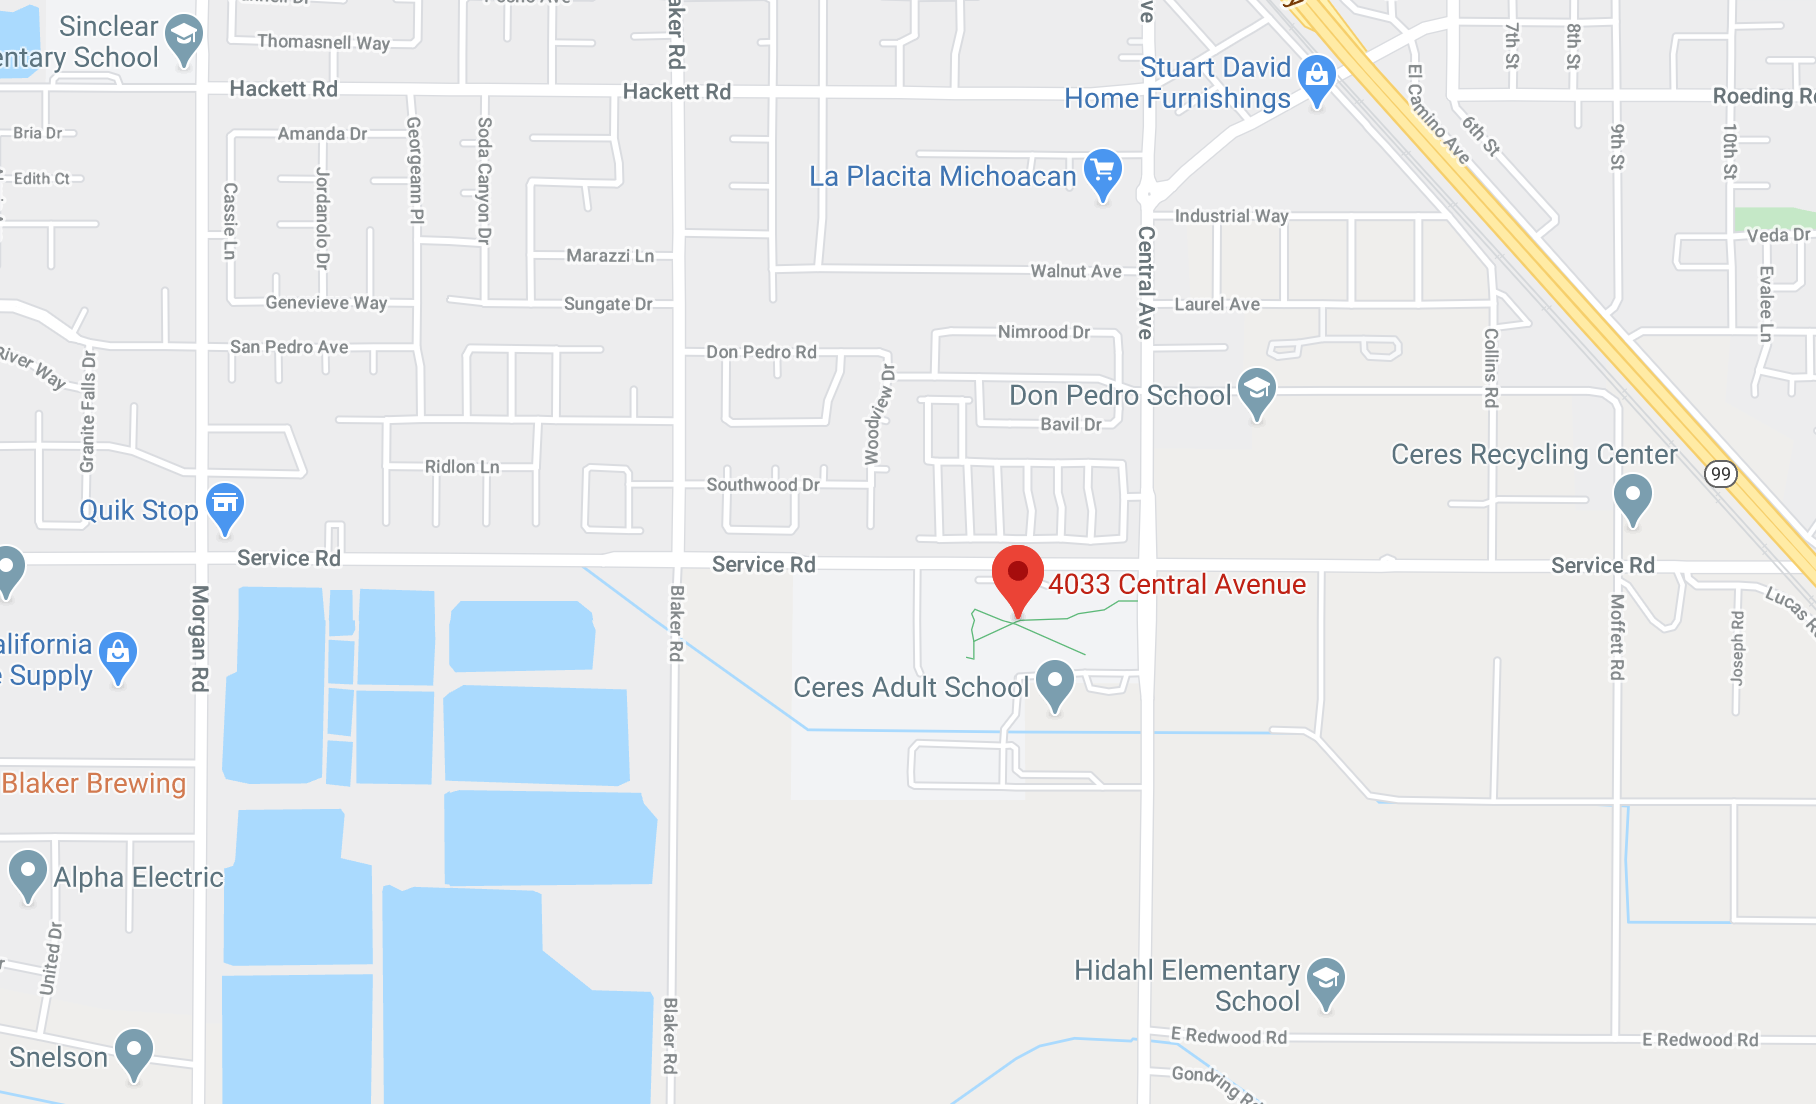 Sinclear
entary School
Thomasnell Way
aker Rd
ve
7th St
8th St
Stuart David
Home Furnishings
Hackett Rd
Hackett Rd
El Camino Ave
6th St
Roeding Rd
Bria Dr
Amanda Dr
Georgeann Pl
Soda Canyon Dr
9th St
10th St
Edith Ct
Jordanolo Dr
Cassie Ln
La Placita Michoacan
Industrial Way
Central Ave
Veda Dr
Marazzi Ln
Walnut Ave
Evalee Ln
Genevieve Way
Sungate Dr
Laurel Ave
San Pedro Ave
Don Pedro Rd
Nimrood Dr
Collins Rd
River Way
Granite Falls Dr
Woodview Dr
Don Pedro School
Bavil Dr
Ridlon Ln
Southwood Dr
Ceres Recycling Center
99
Quik Stop
Service Rd
Service Rd
Service Rd
4033 Central Avenue
Morgan Rd
Blaker Rd
Moffett Rd
Joseph Rd
Lucas Rd
alifornia
e Supply
Ceres Adult School
Blaker Brewing
Alpha Electric
United Dr
Hidahl Elementary
School
Blaker Rd
E Redwood Rd
E Redwood Rd
Snelson
Gondring Rd